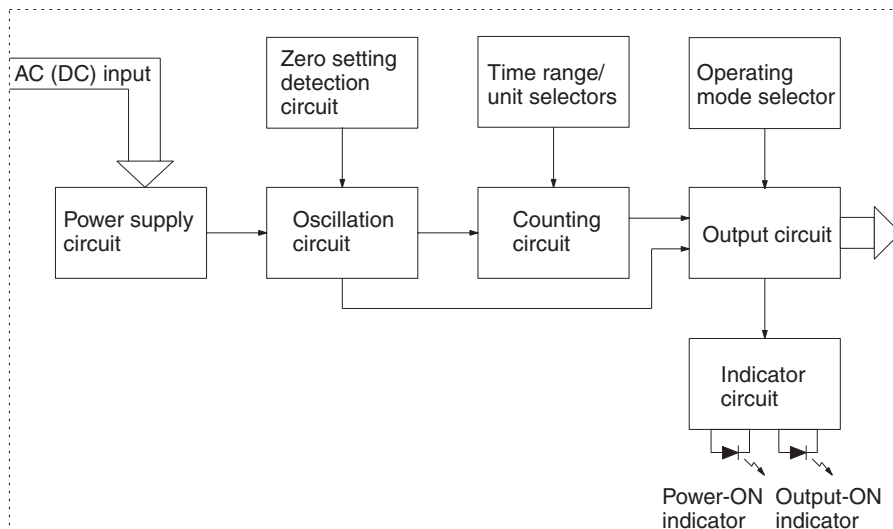 AC (DC) input
Zero setting
detection
circuit
Time range/
unit selectors
Operating
mode selector
Power supply
circuit
Oscillation
circuit
Counting
circuit
Output circuit
Indicator
circuit
Power-ON
indicator
Output-ON
indicator